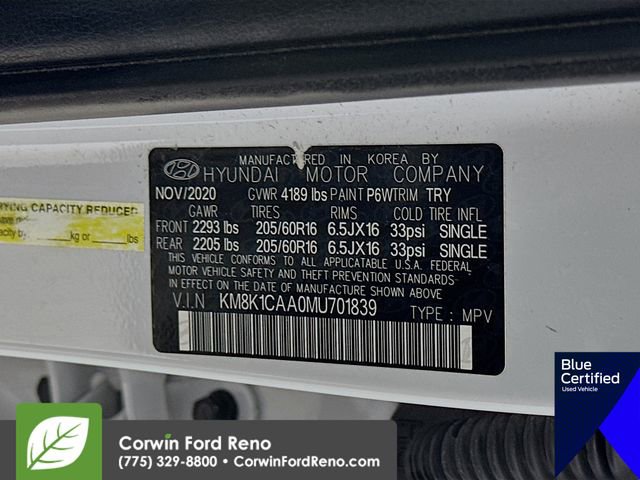 MANUFACTURED IN KOREA BY
HYUNDAI MOTOR COMPANY
NOV/2020 GVWR 4189 lbs PAINT P6W TRIM TRY
GAWR TIRES RIMS COLD TIRE INFL
FRONT 2293 lbs 205/60R16 6.5JX16 33psi SINGLE
REAR 2205 lbs 205/60R16 6.5JX16 33psi SINGLE
THIS VEHICLE CONFORMS TO ALL APPLICABLE U.S.A. FEDERAL
MOTOR VEHICLE SAFETY AND THEFT PREVENTION STANDARDS
IN EFFECT ON THE DATE OF MANUFACTURE SHOWN ABOVE.
V.I.N KM8K1CAA0MU701839 TYPE : MPV
CAPACITY REDUCED
by kg or lbs
Blue
Certified
Used Vehicle
Corwin Ford Reno
(775) 329-8800 • CorwinFordReno.com